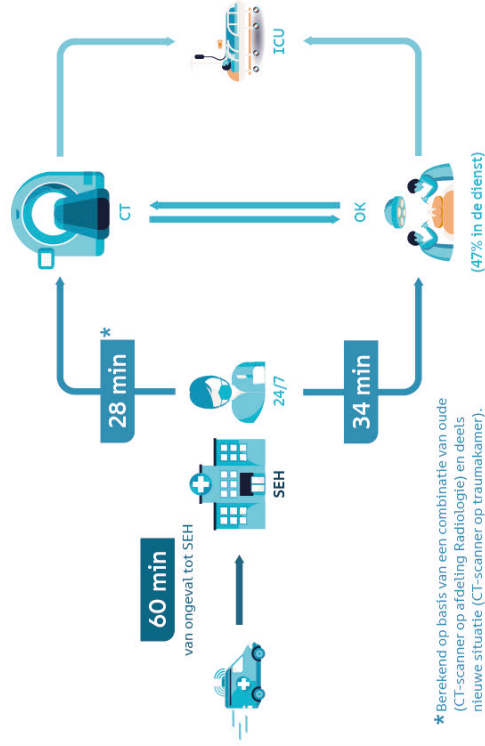 60 min
van ongeval tot SEH
SEH
24/7
28 min *
34 min
CT
OK
(47% in de dienst)
ICU
* Berekend op basis van een combinatie van oude
(CT-scanner op afdeling Radiologie) en deels
nieuwe situatie (CT-scanner op traumakamer).